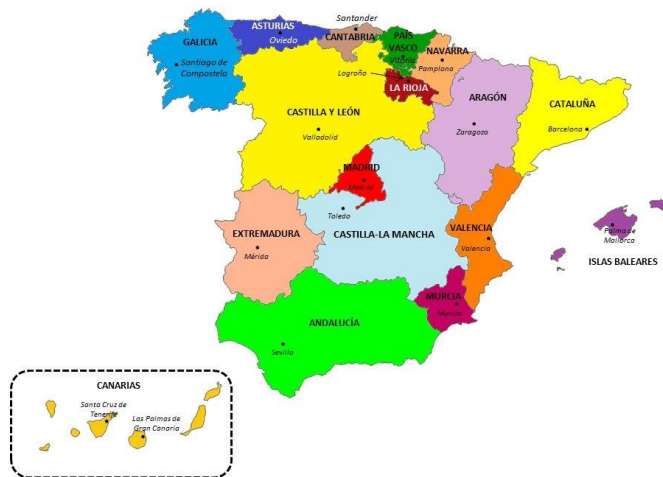 Santander
ASTURIAS
Oviedo
CANTABRIA
PAÍS
VASCO
Vitoria
GALICIA
Santiago de
Compostela
NAVARRA
Pamplona
Logroño
LA RIOJA
ARAGÓN
Zaragoza
CATALUÑA
Barcelona
CASTILLA Y LEÓN
Valladolid
MADRID
Madrid
Toledo
CASTILLA-LA MANCHA
EXTREMADURA
Mérida
VALENCIA
Valencia
Palma de
Mallorca
ISLAS BALEARES
MURCIA
Murcia
ANDALUCÍA
Sevilla
CANARIAS
Santa Cruz de
Tenerife
Las Palmas de
Gran Canaria